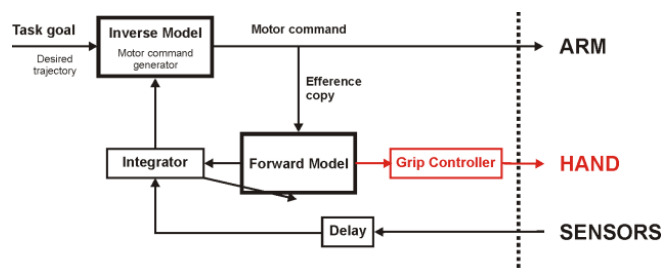 Task goal
Desired
trajectory
Inverse Model
Motor command
generator
Motor command
ARM
Efference
copy
Integrator
Forward Model
Grip Controller
HAND
Delay
SENSORS